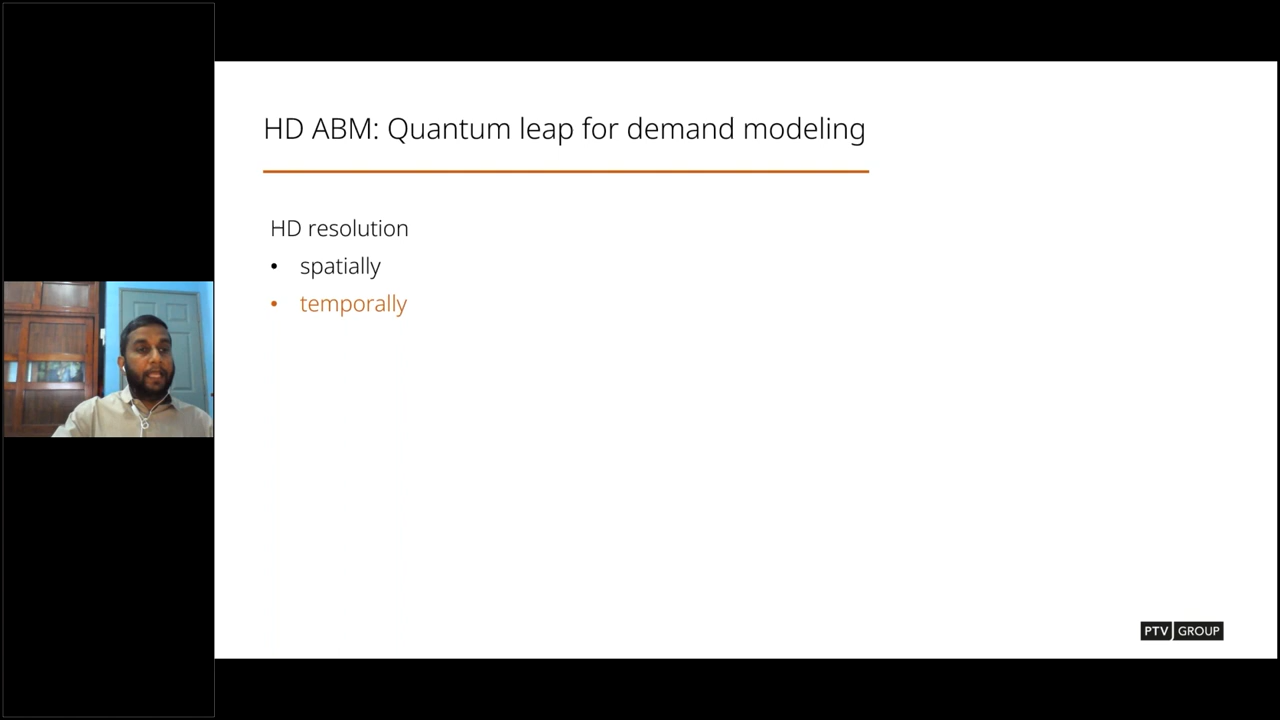 HD ABM: Quantum leap for demand modeling
HD resolution
• spatially
• temporally
PTV GROUP